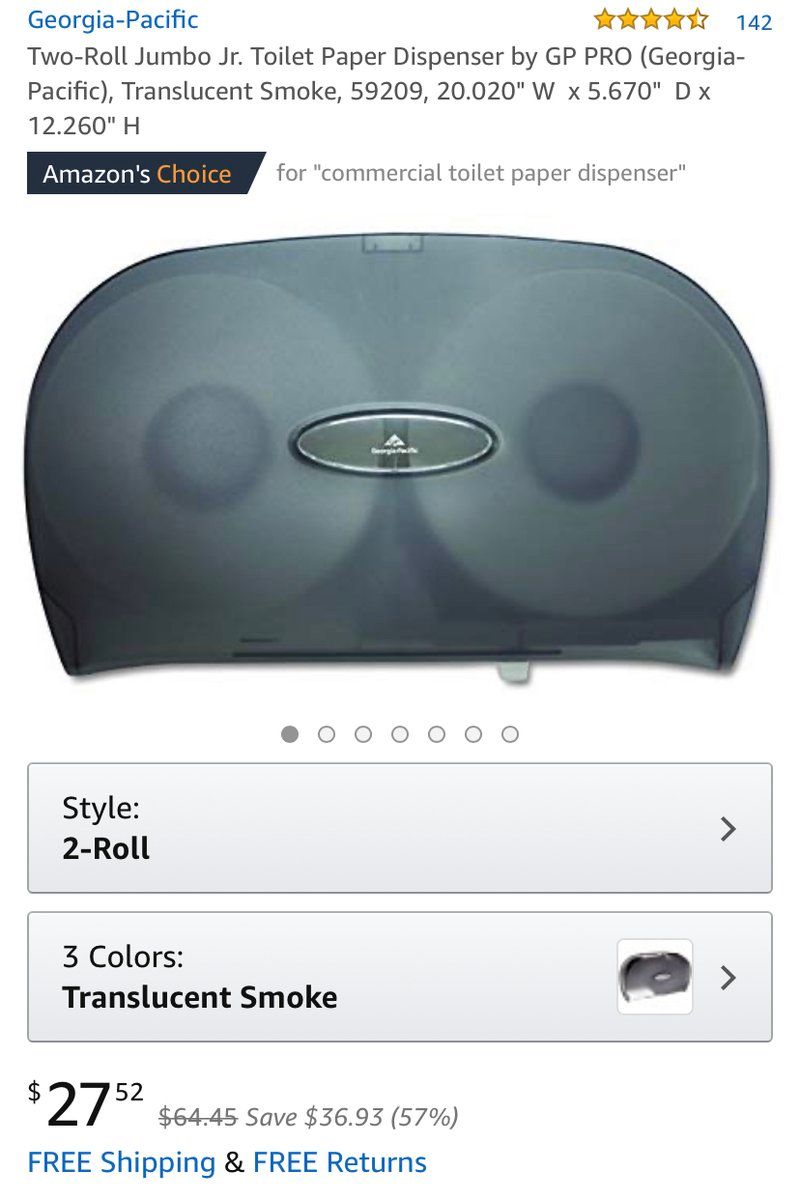 Georgia-Pacific
142
Two-Roll Jumbo Jr. Toilet Paper Dispenser by GP PRO (Georgia-
Pacific), Translucent Smoke, 59209, 20.020" W x 5.670" D x
12.260" H
Amazon's Choice for "commercial toilet paper dispenser"
Georgia-Pacific
Style:
2-Roll
3 Colors:
Translucent Smoke
$27 52 $64.45 Save $36.93 (57%)
FREE Shipping & FREE Returns